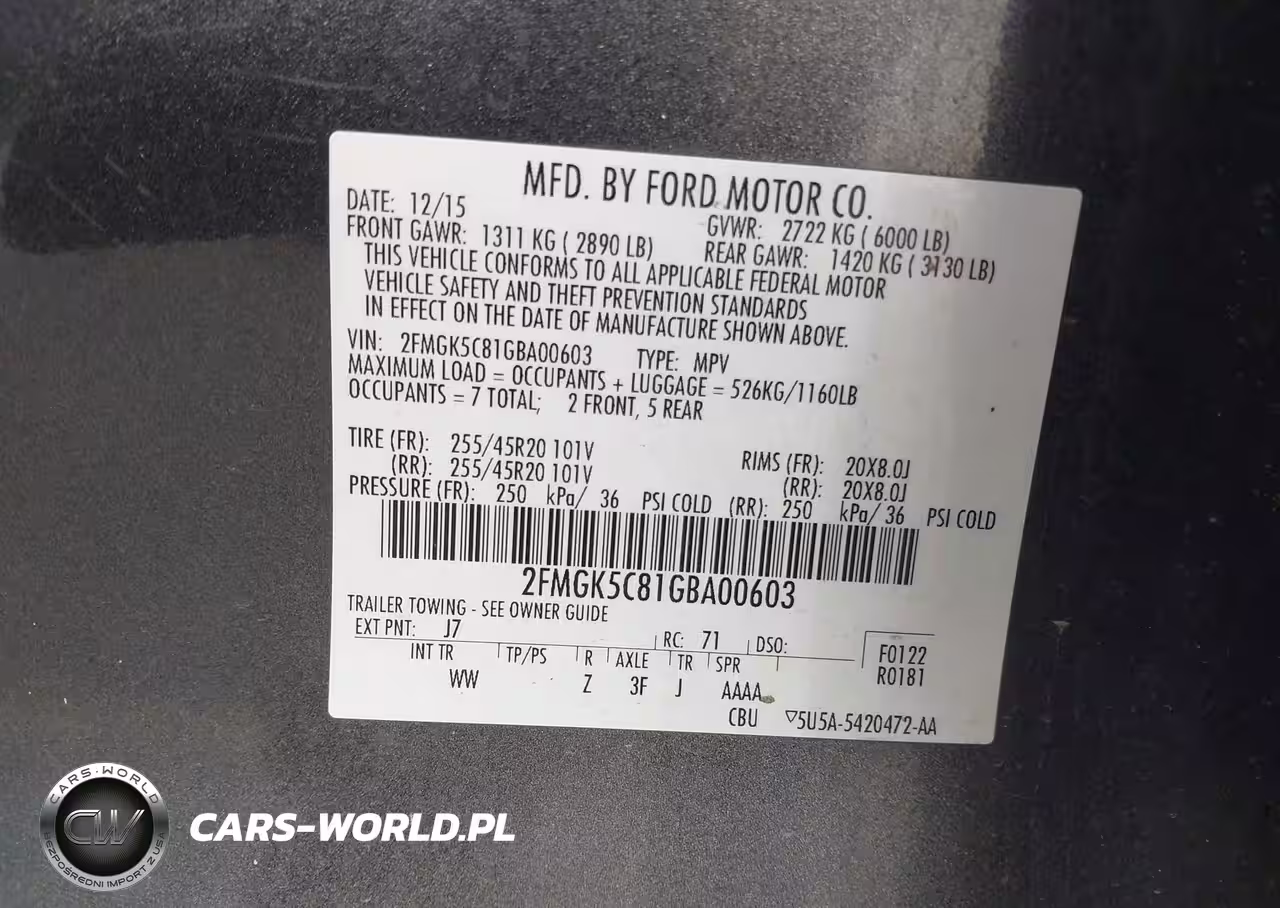 MFD. BY FORD MOTOR CO.
DATE: 12/15 GVWR: 2722 KG ( 6000 LB)
FRONT GAWR: 1311 KG ( 2890 LB) REAR GAWR: 1420 KG ( 3130 LB)
THIS VEHICLE CONFORMS TO ALL APPLICABLE FEDERAL MOTOR
VEHICLE SAFETY AND THEFT PREVENTION STANDARDS
IN EFFECT ON THE DATE OF MANUFACTURE SHOWN ABOVE.
VIN: 2FMGK5C81GBA00603 TYPE: MPV
MAXIMUM LOAD = OCCUPANTS + LUGGAGE = 526KG/1160LB
OCCUPANTS = 7 TOTAL; 2 FRONT, 5 REAR
TIRE (FR): 255/45R20 101V RIMS (FR): 20X8.0J
(RR): 255/45R20 101V (RR): 20X8.0J
PRESSURE (FR): 250 kPa/ 36 PSI COLD (RR): 250 kPa/ 36 PSI COLD
2FMGK5C81GBA00603
TRAILER TOWING - SEE OWNER GUIDE
EXT PNT: J7 RC: 71 DSO: F0122
INT TR TP/PS R AXLE TR SPR R0181
WW Z 3F J AAAA
CBU ▽5U5A-5420472-AA
CARS-WORLD
CW
BEZPOŚREDNI IMPORT Z USA
CARS-WORLD.PL